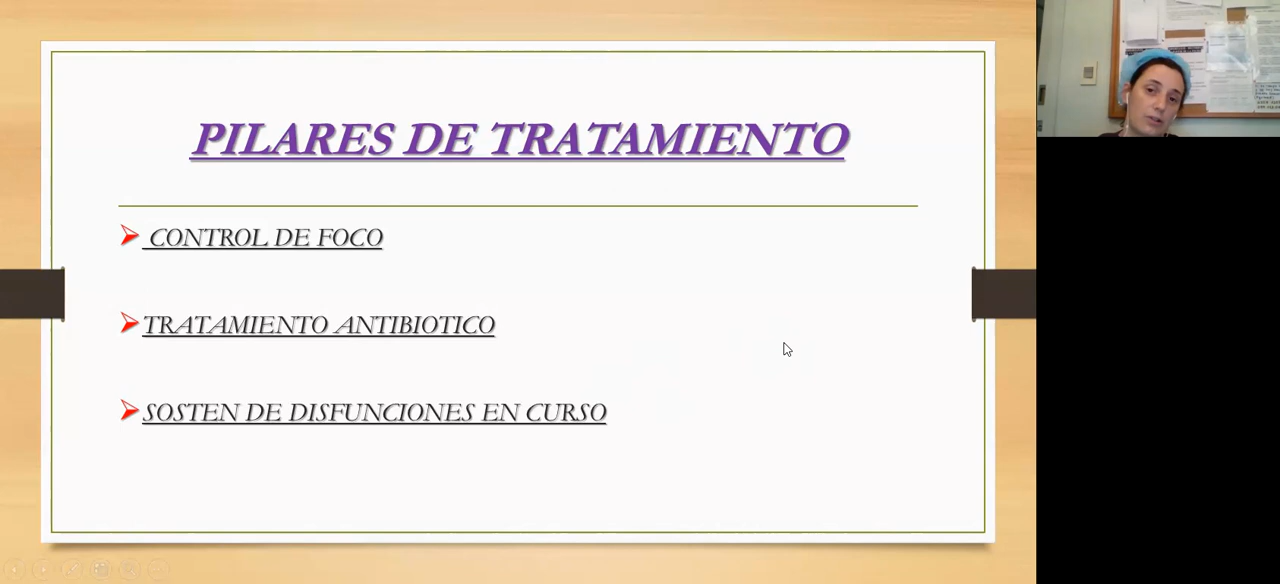 PILARES DE TRATAMIENTO
CONTROL DE FOCO
TRATAMIENTO ANTIBIOTICO
SOSTEN DE DISFUNCIONES EN CURSO